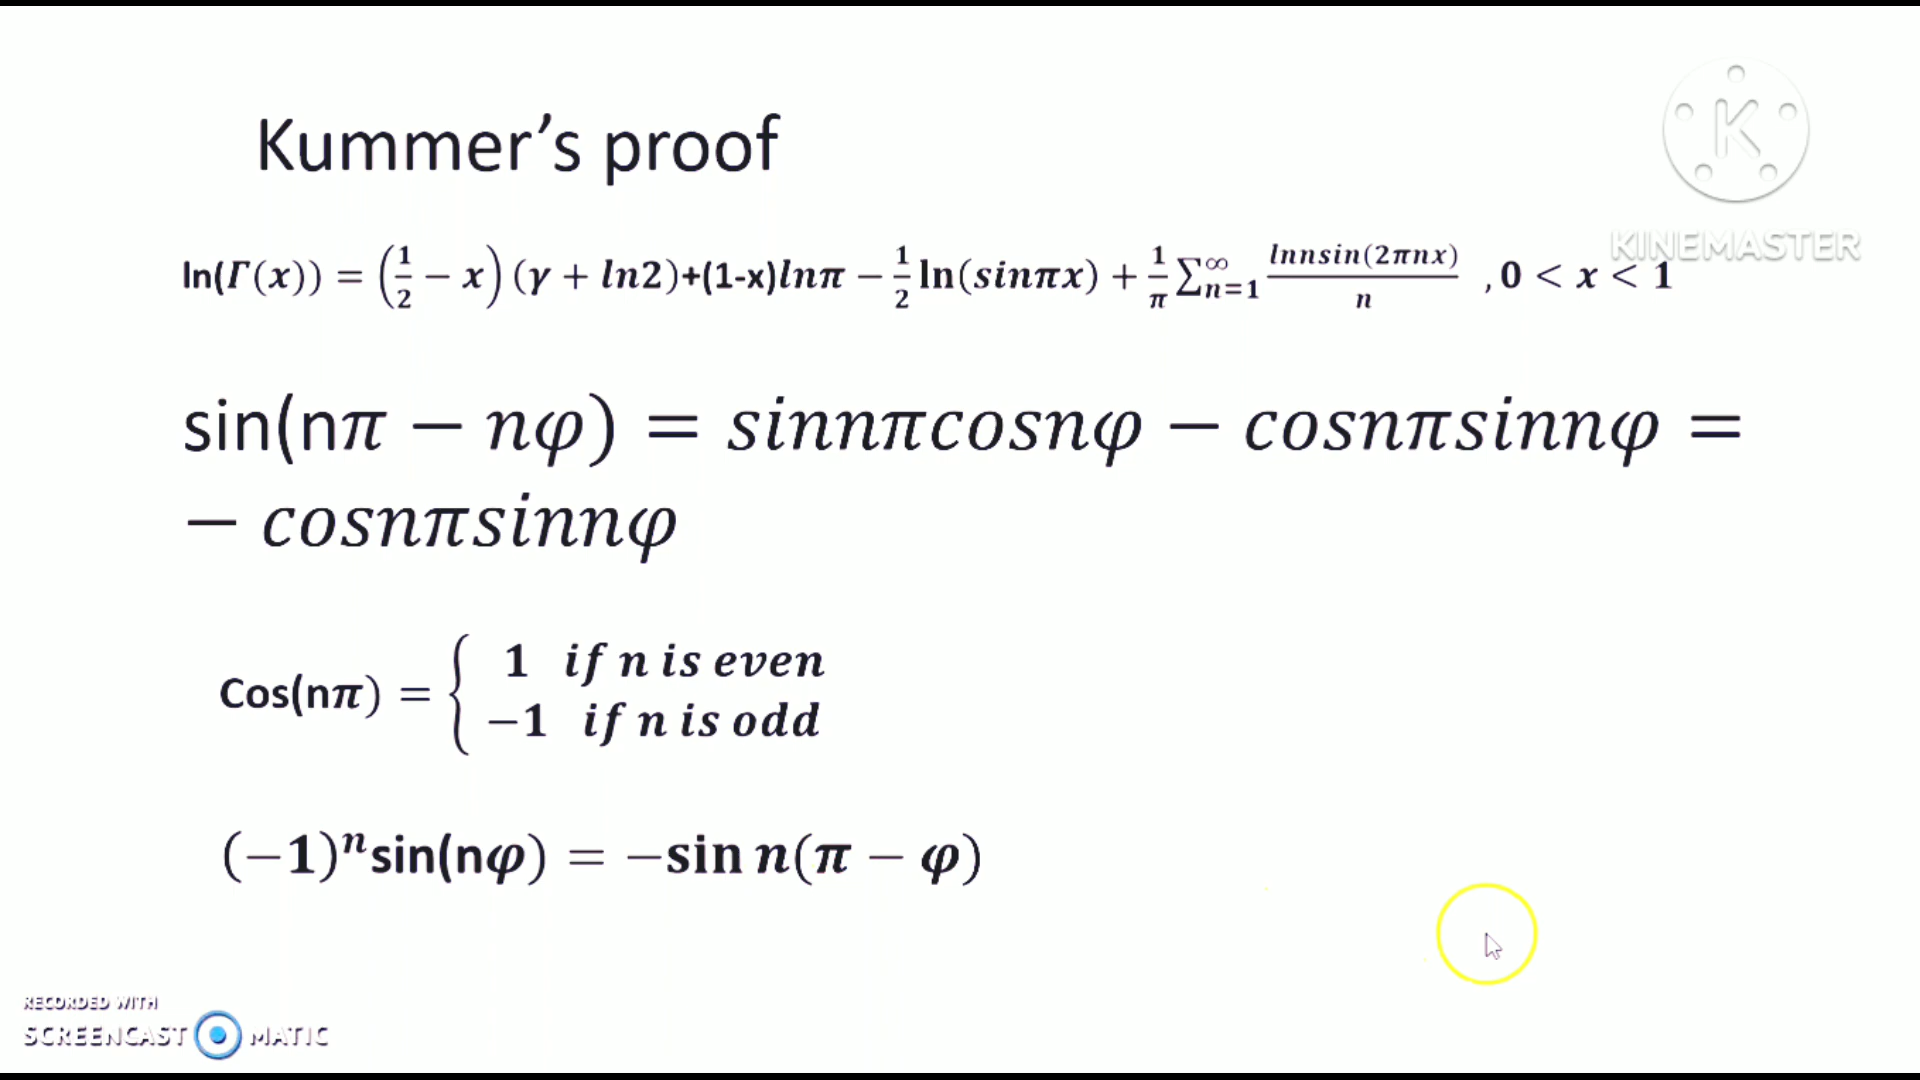 Kummer’s proof
K
KINEMASTER
ln(Γ(x)) = (1/2 − x)(γ + ln2)+(1-x)lnπ − 1/2 ln(sinπx) + 1/π ∑_{n=1}^{∞} lnnsin(2πnx)/n ,0 < x < 1
sin(nπ − nφ) = sinnπcosnφ − cosnπsinnφ =
− cosnπsinnφ
Cos(nπ) = { 1 if n is even
−1 if n is odd
(−1)ⁿsin(nφ) = −sin n(π − φ)
RECORDED WITH
SCREENCAST MATIC